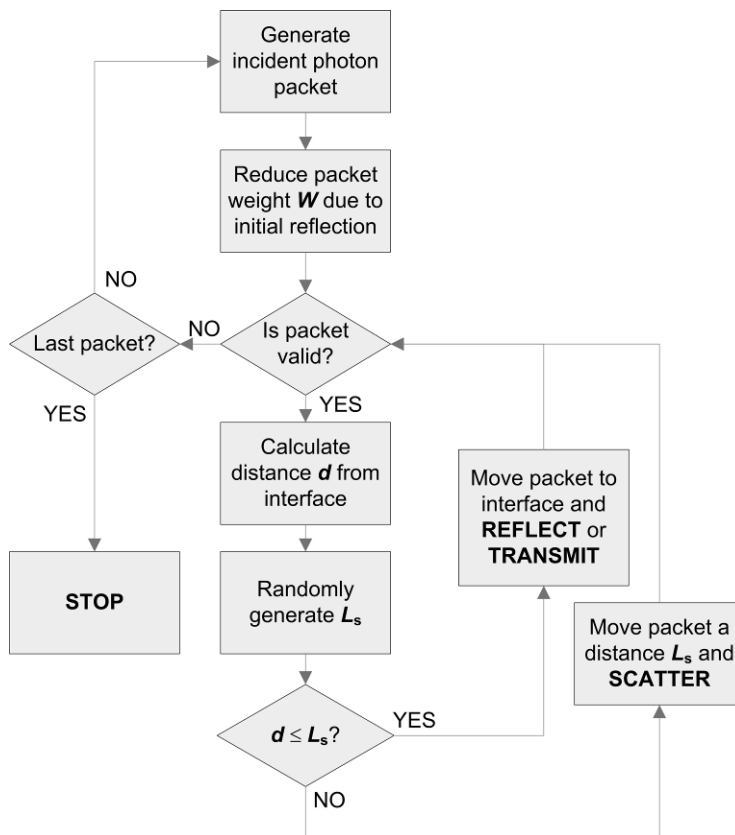 Generate
incident photon
packet
Reduce packet
weight W due to
initial reflection
NO
Last packet?
NO
Is packet
valid?
YES
YES
Calculate
distance d from
interface
Move packet to
interface and
REFLECT or
TRANSMIT
STOP
Randomly
generate Ls
Move packet a
distance Ls and
SCATTER
d ≤ Ls?
YES
NO